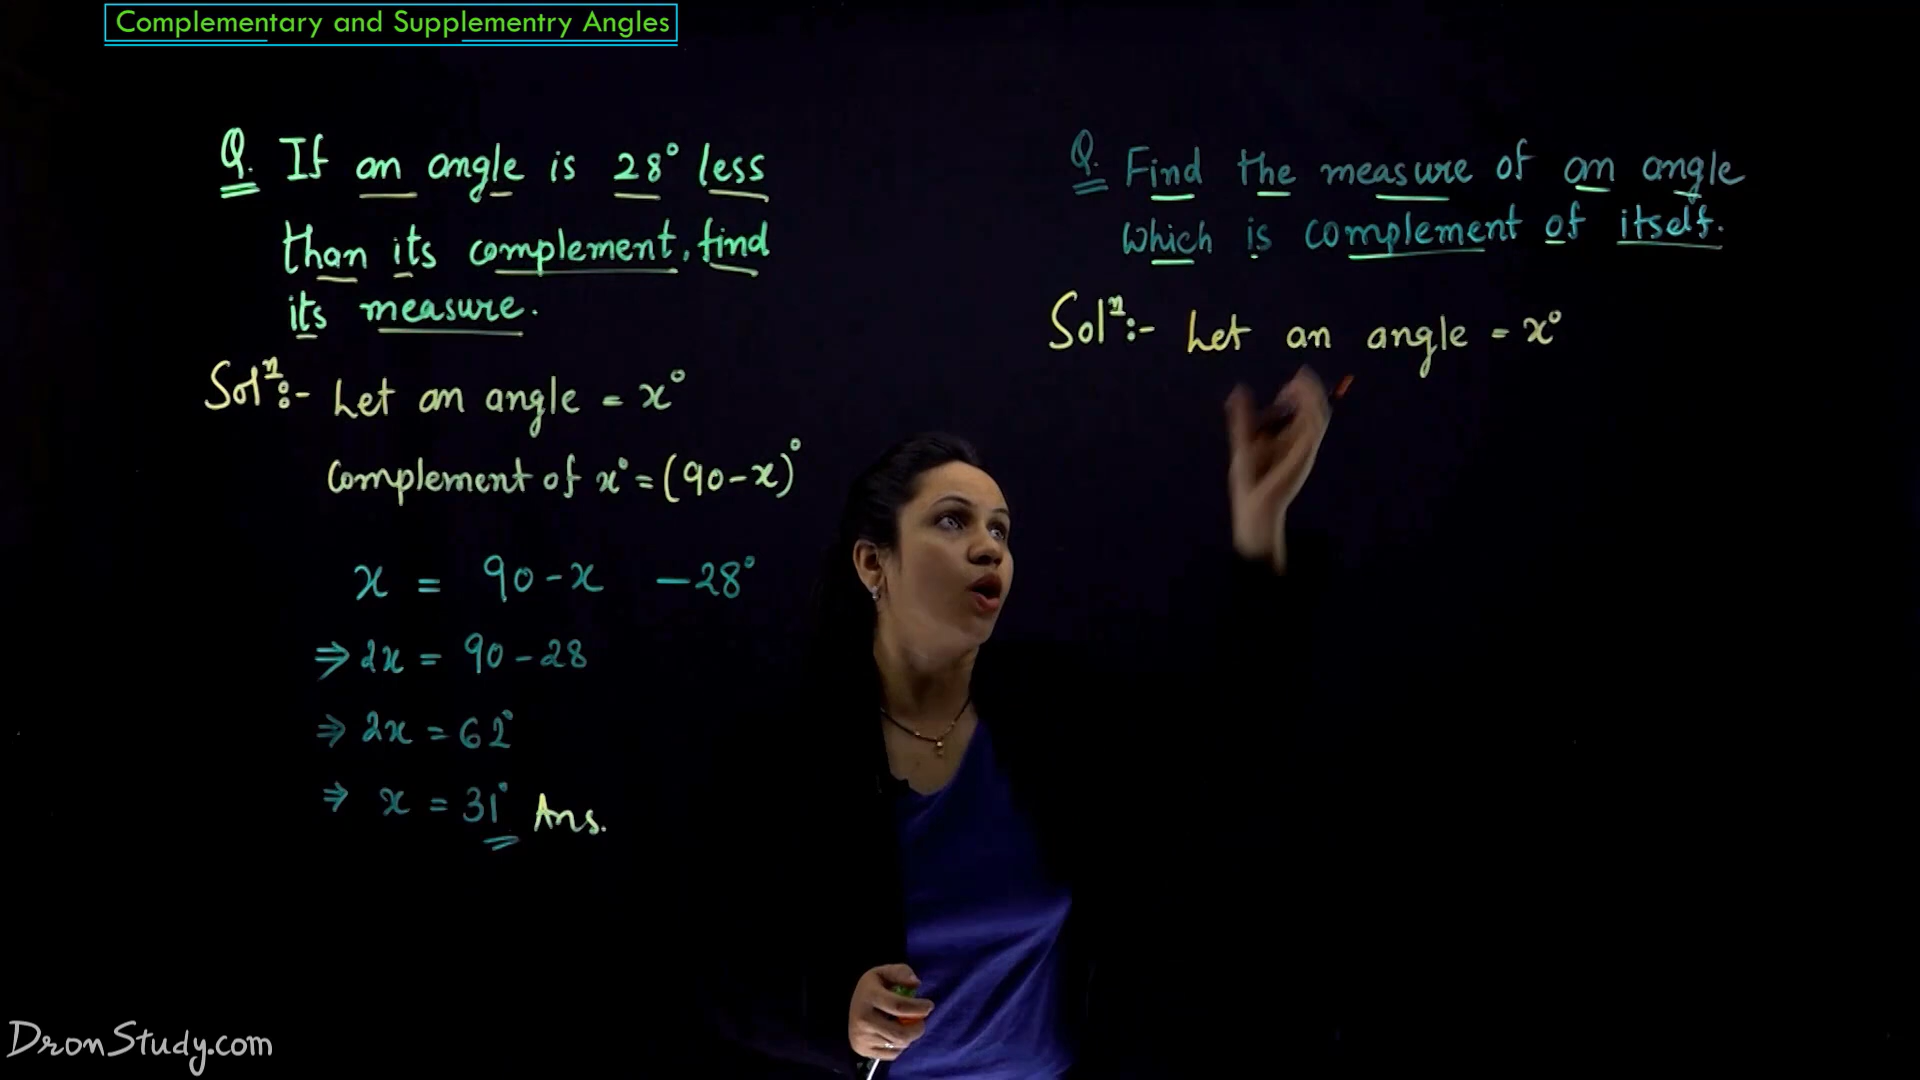 Complementary and Supplementry Angles
Q. If an angle is 28° less
than its complement, find
its measure.
Solⁿ:- Let an angle = x°
Complement of x° = (90-x)°
x = 90-x -28°
⇒ 2x = 90-28
⇒ 2x = 62°
⇒ x = 31° Ans.
Q. Find the measure of an angle
which is complement of itself.
Solⁿ:- Let an angle = x°
DronStudy.com